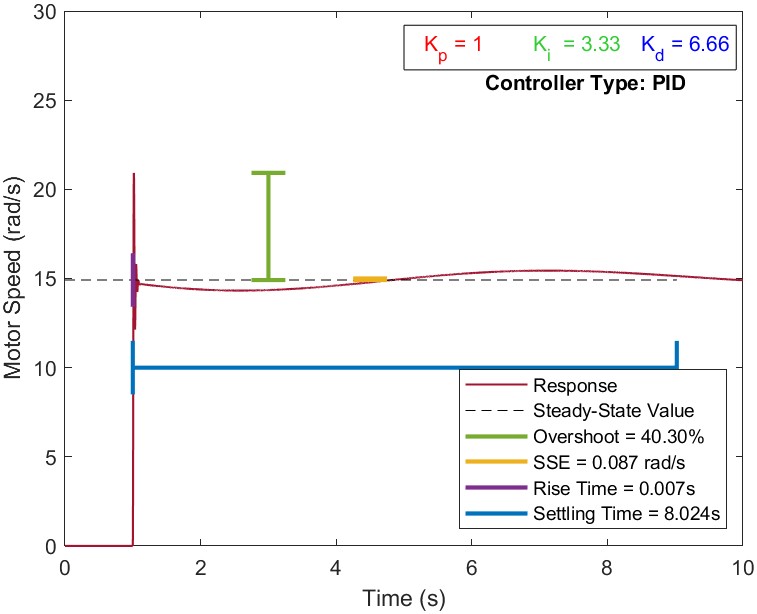 30
25
20
15
10
5
0
Motor Speed (rad/s)
Kp = 1 Ki = 3.33 Kd = 6.66
Controller Type: PID
Response
Steady-State Value
Overshoot = 40.30%
SSE = 0.087 rad/s
Rise Time = 0.007s
Settling Time = 8.024s
0 2 4 6 8 10
Time (s)